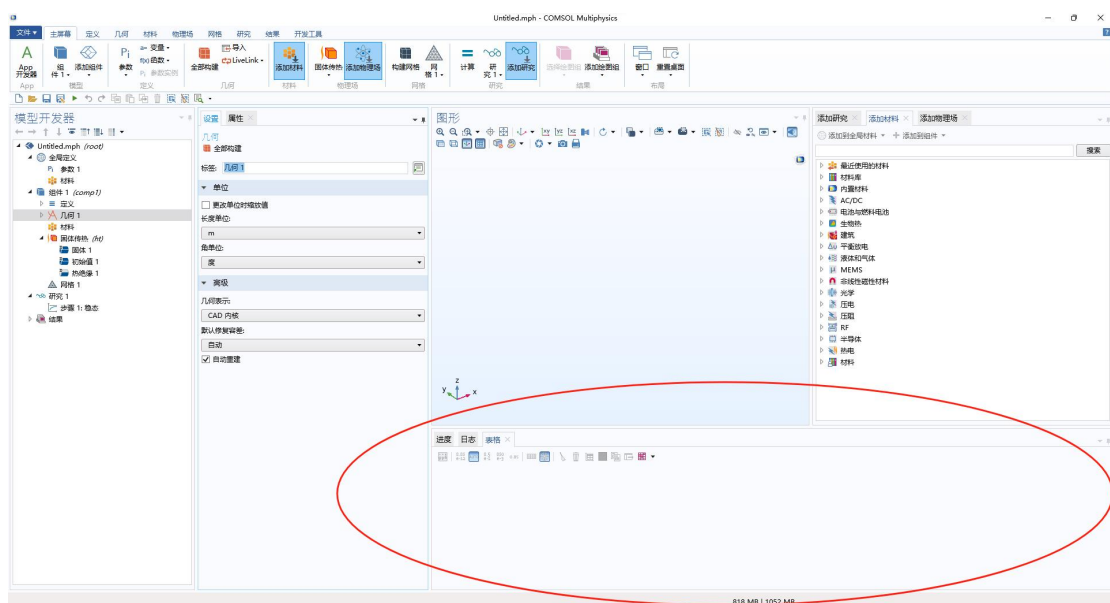 Untitled.mph - COMSOL Multiphysics
文件 主屏幕 定义 几何 材料 物理场 网格 研究 结果 开发工具
App 开发器
App
组件 1
添加组件
模型
参数
a= 变量
f(x) 函数
Pi 参数实例
定义
全部构建
导入
LiveLink
几何
添加材料
材料
固体传热
添加物理场
物理场
构建网格
网格 1
网格
计算
研究 1
添加研究
研究
选择绘图组
添加绘图组
结果
窗口
重置桌面
布局
模型开发器
Untitled.mph (root)
全局定义
Pi 参数 1
材料
组件 1 (comp1)
定义
几何 1
材料
固体传热 (ht)
固体 1
初始值 1
热绝缘 1
网格 1
研究 1
步骤 1: 稳态
结果
设置 属性
几何
全部构建
标签: 几何 1
单位
更改单位时缩放值
长度单位:
m
角单位:
度
高级
几何表示:
CAD 内核
默认修复容差:
自动
自动重建
图形
z
y
x
添加研究 添加材料 添加物理场
添加到全局材料 添加到组件
搜索
最近使用的材料
材料库
内置材料
AC/DC
电池与燃料电池
生物热
建筑
平衡放电
液体和气体
MEMS
非线性磁性材料
光学
压电
压阻
RF
半导体
热电
材料
进度 日志 表格
818 MB | 1052 MB